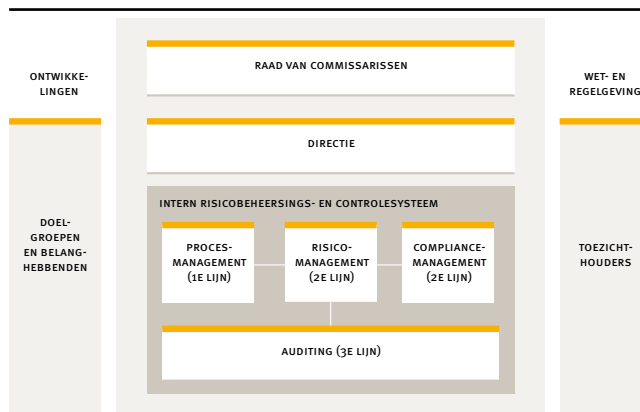 ONTWIKKE-
LINGEN
DOEL-
GROEPEN
EN BELANG-
HEBBENDEN
RAAD VAN COMMISSARISSEN
DIRECTIE
INTERN RISICOBEHEERSINGS- EN CONTROLESYSTEEM
PROCES-
MANAGEMENT
(1E LIJN)
RISICO-
MANAGEMENT
(2E LIJN)
COMPLIANCE-
MANAGEMENT
(2E LIJN)
AUDITING (3E LIJN)
WET- EN
REGELGEVING
TOEZICHT-
HOUDERS